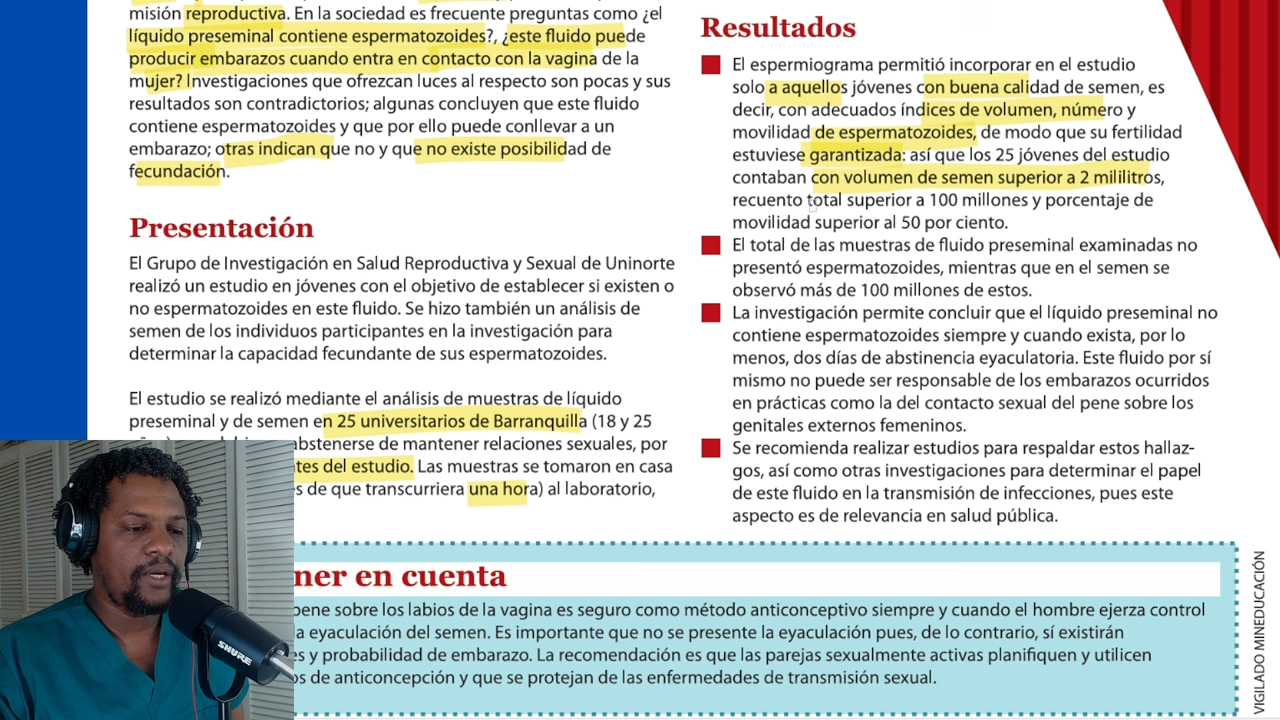 misión reproductiva. En la sociedad es frecuente preguntas como ¿el
líquido preseminal contiene espermatozoides?, ¿este fluido puede
producir embarazos cuando entra en contacto con la vagina de la
mujer? Investigaciones que ofrezcan luces al respecto son pocas y sus
resultados son contradictorios; algunas concluyen que este fluido
contiene espermatozoides y que por ello puede conllevar a un
embarazo; otras indican que no y que no existe posibilidad de
fecundación.
Presentación
El Grupo de Investigación en Salud Reproductiva y Sexual de Uninorte
realizó un estudio en jóvenes con el objetivo de establecer si existen o
no espermatozoides en este fluido. Se hizo también un análisis de
semen de los individuos participantes en la investigación para
determinar la capacidad fecundante de sus espermatozoides.
El estudio se realizó mediante el análisis de muestras de líquido
preseminal y de semen en 25 universitarios de Barranquilla (18 y 25
abstenerse de mantener relaciones sexuales, por
del estudio. Las muestras se tomaron en casa
de que transcurriera una hora) al laboratorio,
Resultados
El espermiograma permitió incorporar en el estudio
solo a aquellos jóvenes con buena calidad de semen, es
decir, con adecuados índices de volumen, número y
movilidad de espermatozoides, de modo que su fertilidad
estuviese garantizada: así que los 25 jóvenes del estudio
contaban con volumen de semen superior a 2 mililitros,
recuento total superior a 100 millones y porcentaje de
movilidad superior al 50 por ciento.
El total de las muestras de fluido preseminal examinadas no
presentó espermatozoides, mientras que en el semen se
observó más de 100 millones de estos.
La investigación permite concluir que el líquido preseminal no
contiene espermatozoides siempre y cuando exista, por lo
menos, dos días de abstinencia eyaculatoria. Este fluido por sí
mismo no puede ser responsable de los embarazos ocurridos
en prácticas como la del contacto sexual del pene sobre los
genitales externos femeninos.
Se recomienda realizar estudios para respaldar estos hallaz-
gos, así como otras investigaciones para determinar el papel
de este fluido en la transmisión de infecciones, pues este
aspecto es de relevancia en salud pública.
ner en cuenta
pene sobre los labios de la vagina es seguro como método anticonceptivo siempre y cuando el hombre ejerza control
la eyaculación del semen. Es importante que no se presente la eyaculación pues, de lo contrario, sí existirán
es y probabilidad de embarazo. La recomendación es que las parejas sexualmente activas planifiquen y utilicen
os de anticoncepción y que se protejan de las enfermedades de transmisión sexual.
VIGILADO MINEDUCACIÓN
SHURE